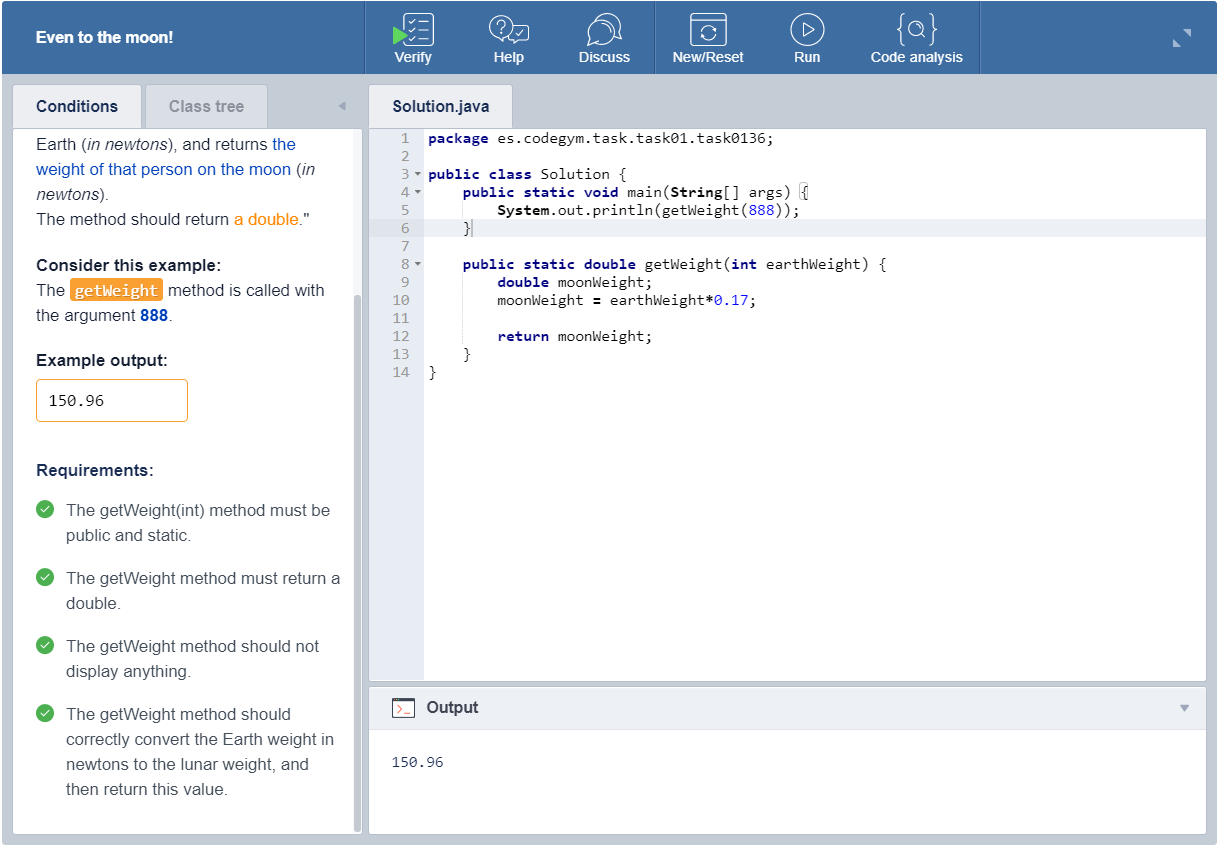 Even to the moon!
Verify
Help
Discuss
New/Reset
Run
Code analysis
Conditions
Class tree
Earth (in newtons), and returns the
weight of that person on the moon (in
newtons).
The method should return a double."
Consider this example:
The getWeight method is called with
the argument 888.
Example output:
150.96
Requirements:
The getWeight(int) method must be
public and static.
The getWeight method must return a
double.
The getWeight method should not
display anything.
The getWeight method should
correctly convert the Earth weight in
newtons to the lunar weight, and
then return this value.
Solution.java
1 package es.codegym.task.task01.task0136;
2
3 public class Solution {
4     public static void main(String[] args) {
5         System.out.println(getWeight(888));
6     }
7
8     public static double getWeight(int earthWeight) {
9         double moonWeight;
10         moonWeight = earthWeight*0.17;
11
12         return moonWeight;
13     }
14 }
Output
150.96